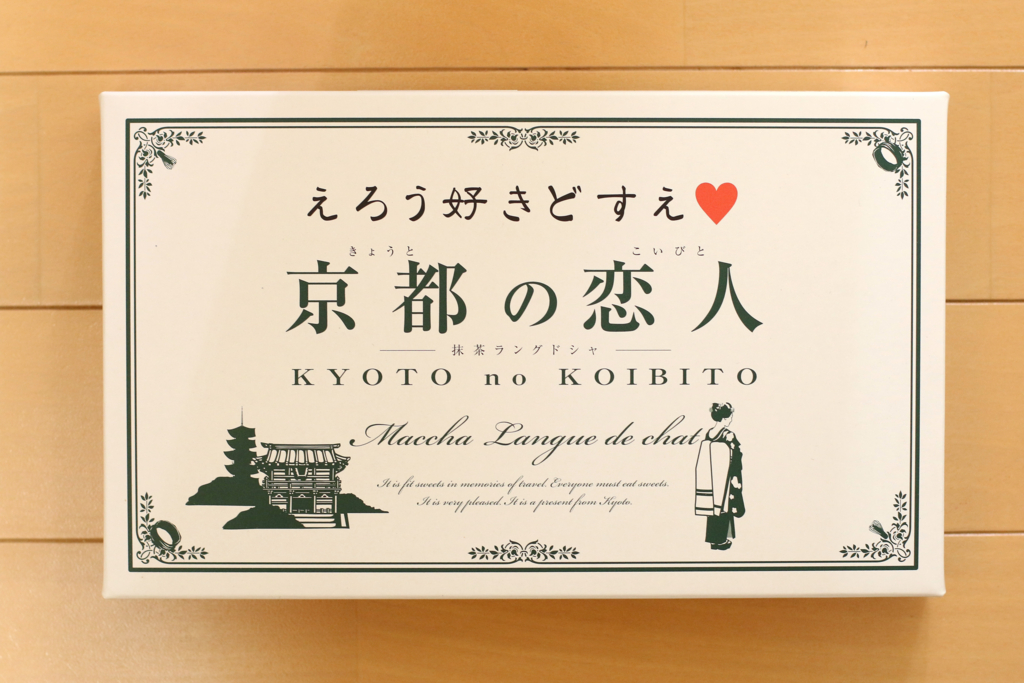 えろう好きどすえ♥
きょうと こいびと
京都の恋人
抹茶ラングドシャ
KYOTO no KOIBITO
Maccha Langue de chat
It is fit sweets in memories of travel. Everyone must eat sweets.
It is very pleased. It is a present from Kyoto.